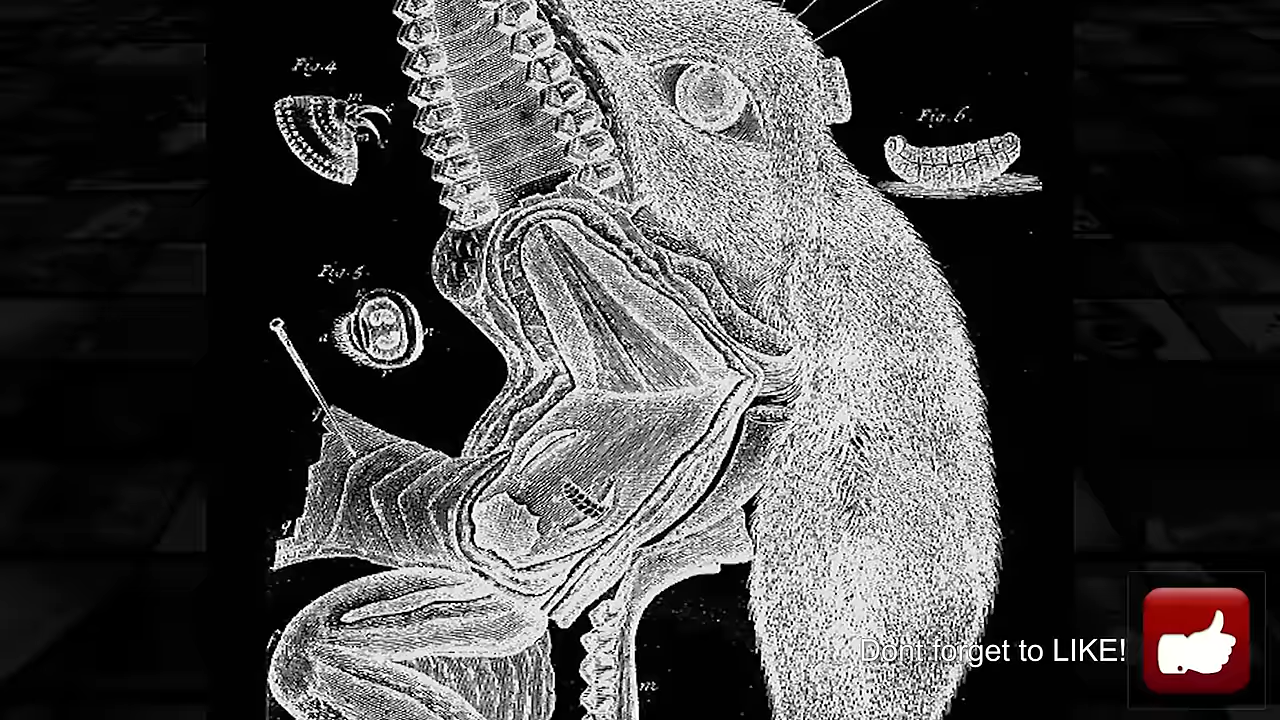 Fig. 4
Fig. 6.
Fig. 5.
m
Dont forget to LIKE!